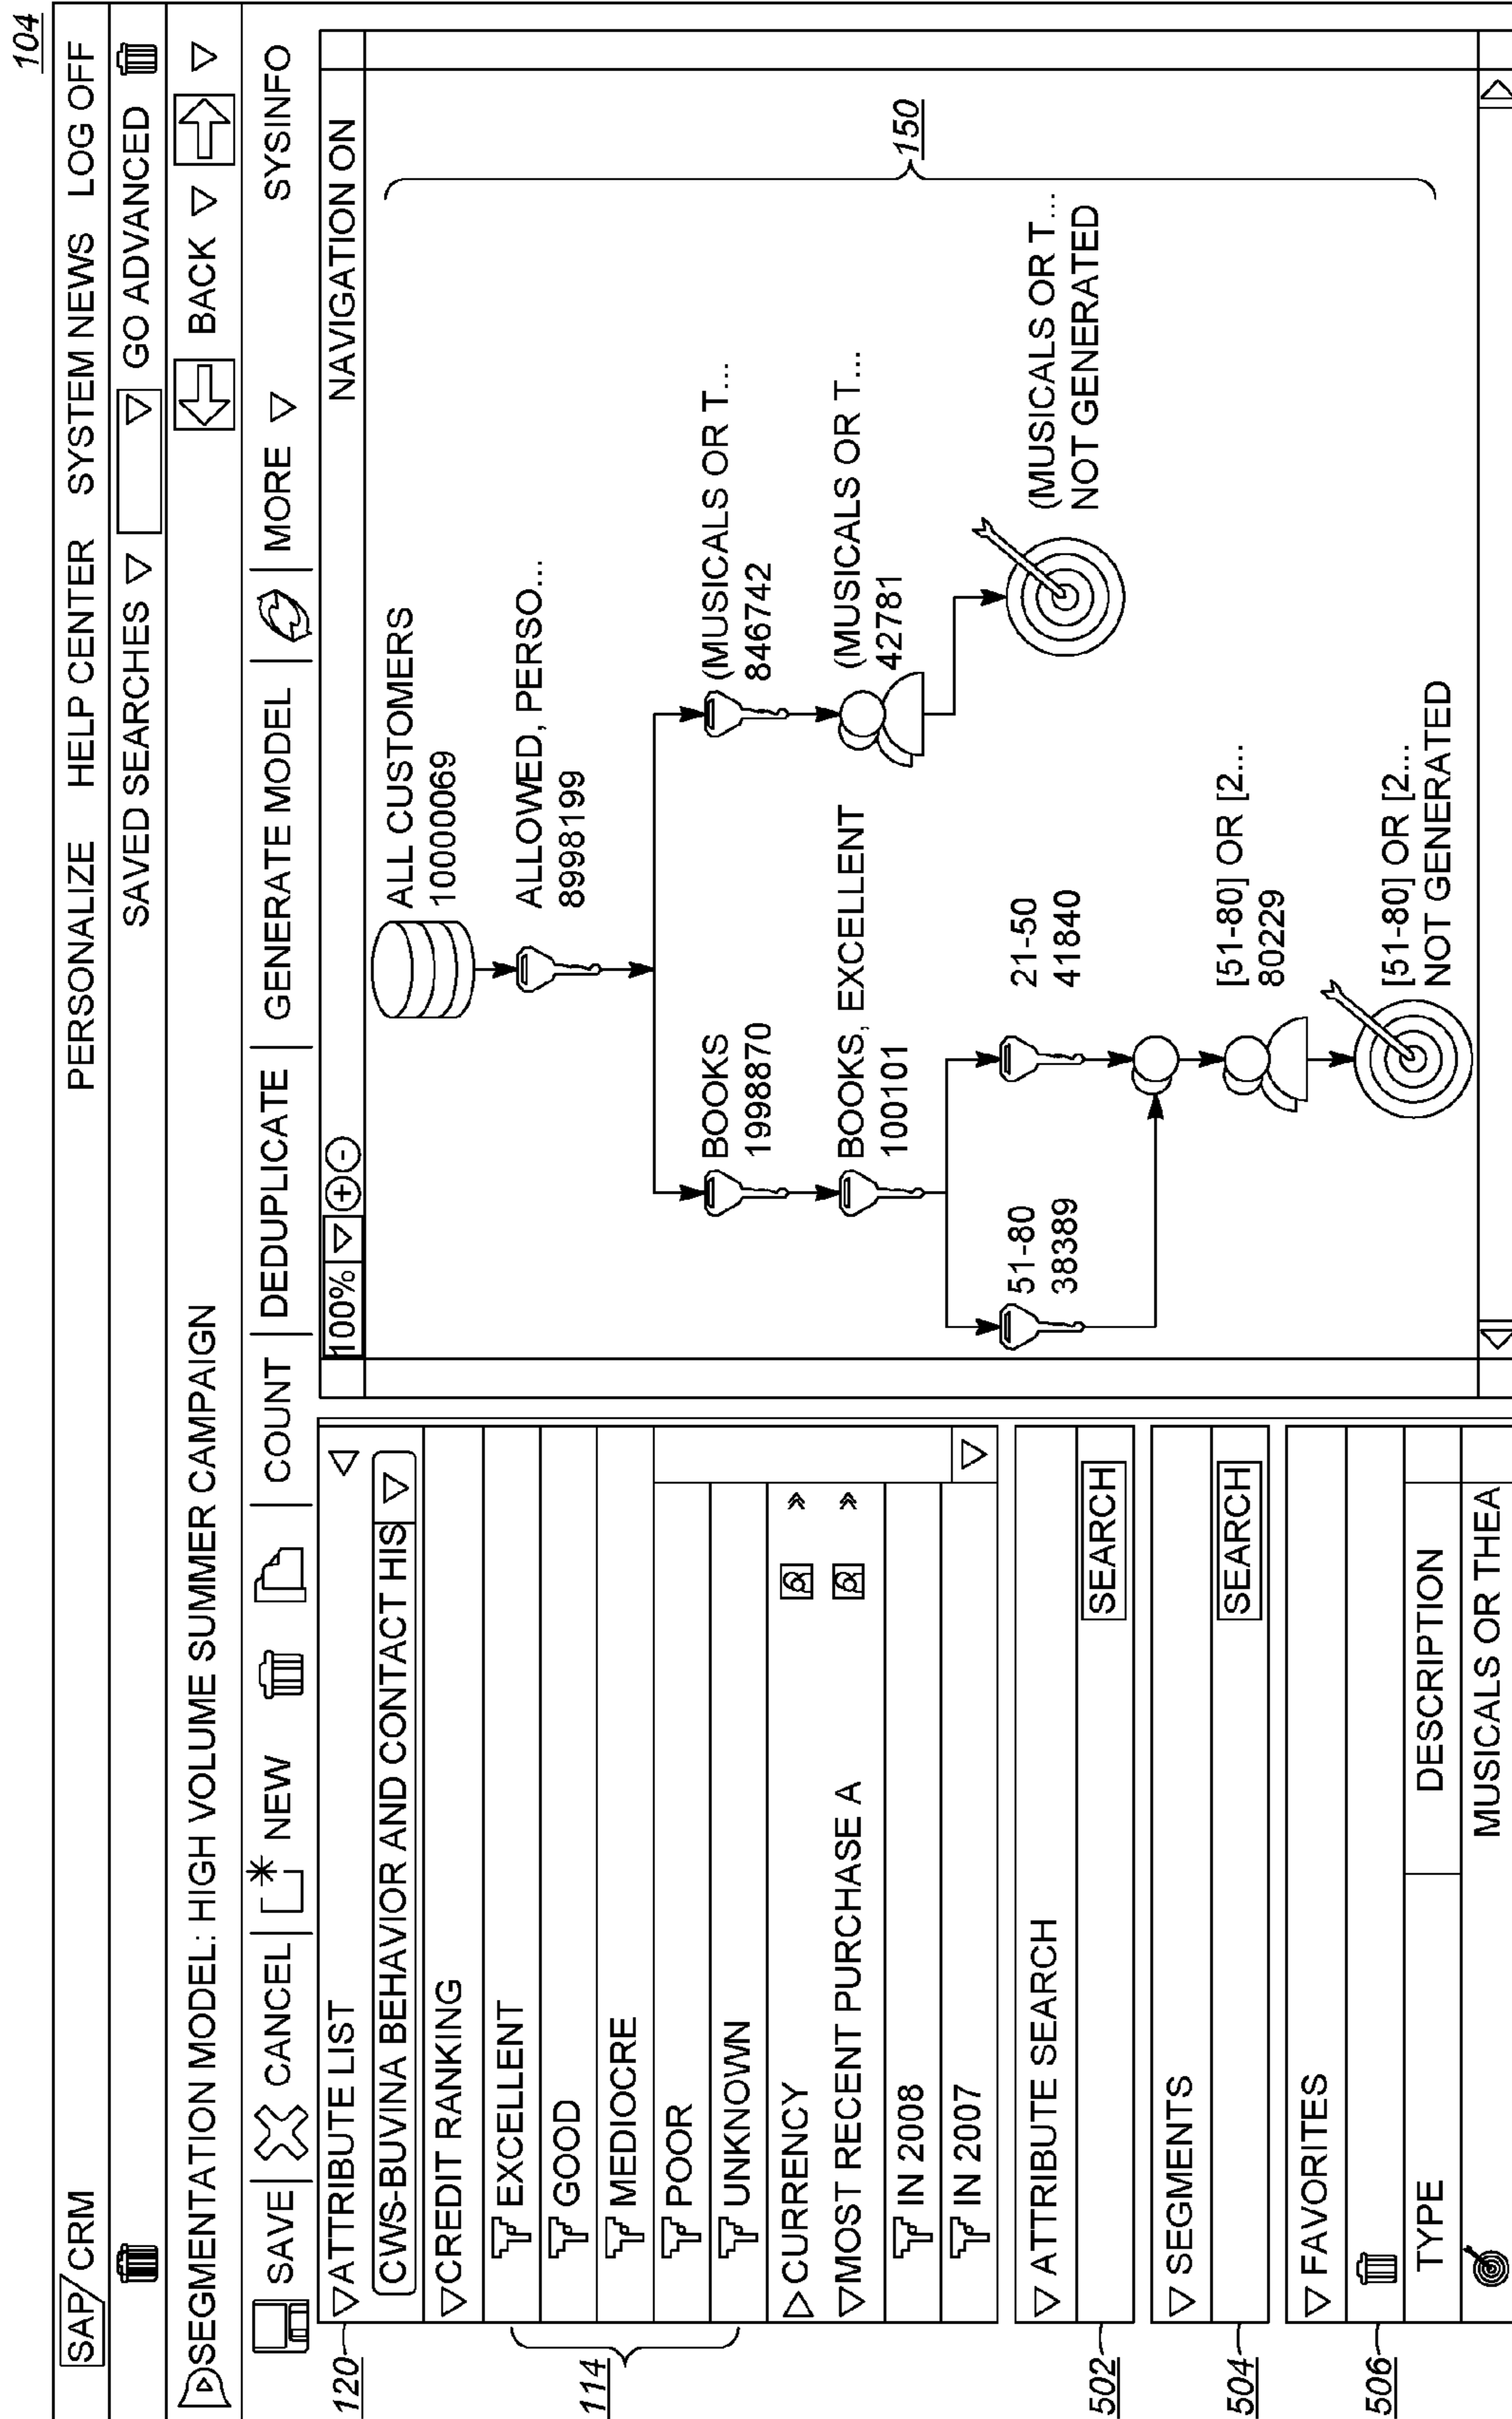 104
SAP/CRM PERSONALIZE HELP CENTER SYSTEM NEWS LOG OFF
SAVED SEARCHES GO ADVANCED
SEGMENTATION MODEL: HIGH VOLUME SUMMER CAMPAIGN BACK
SAVE CANCEL NEW COUNT DEDUPLICATE GENERATE MODEL MORE SYSINFO
120
ATTRIBUTE LIST
CWS-BUVINA BEHAVIOR AND CONTACT HIS
CREDIT RANKING
114
EXCELLENT
GOOD
MEDIOCRE
POOR
UNKNOWN
CURRENCY
MOST RECENT PURCHASE A
IN 2008
IN 2007
502
ATTRIBUTE SEARCH
SEARCH
504
SEGMENTS
SEARCH
506
FAVORITES
TYPE DESCRIPTION
MUSICALS OR THEA
100% + - NAVIGATION ON
ALL CUSTOMERS
10000069
ALLOWED, PERSO...
8998199
150
BOOKS
1998870
(MUSICALS OR T...
846742
BOOKS, EXCELLENT
100101
(MUSICALS OR T...
42781
51-80
38389
21-50
41840
(MUSICALS OR T...
NOT GENERATED
[51-80] OR [2...
80229
[51-80] OR [2...
NOT GENERATED